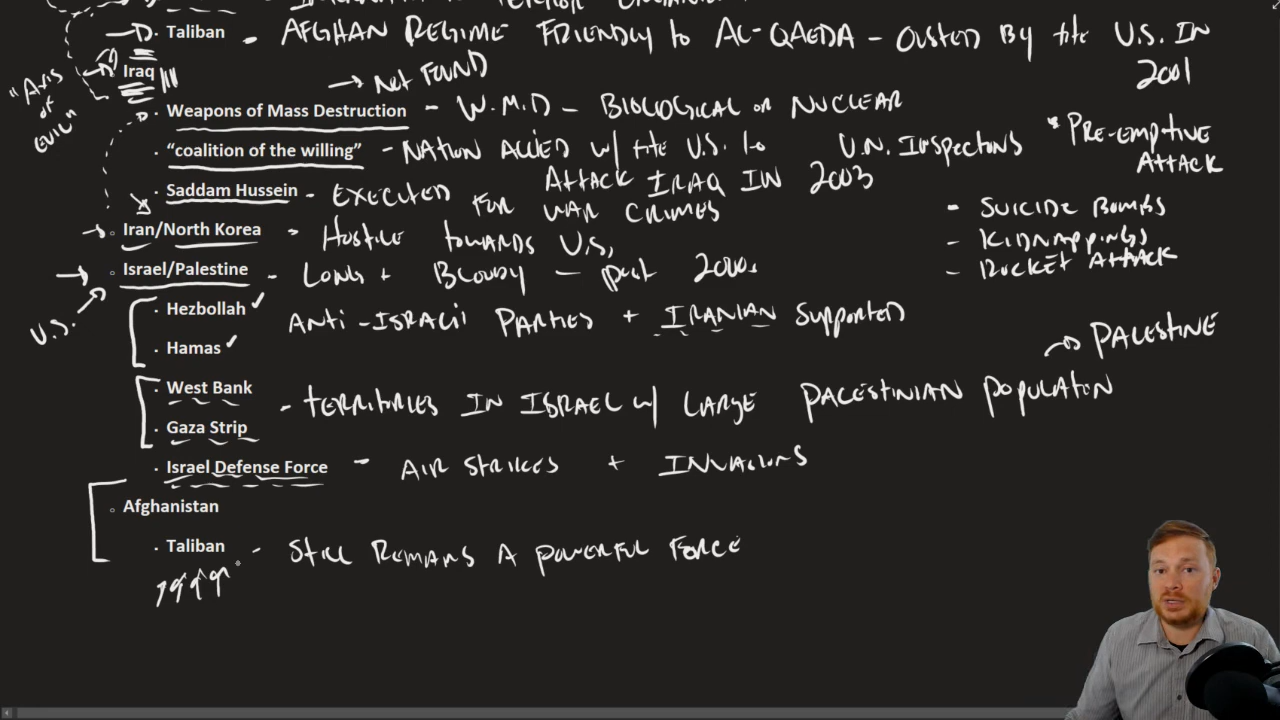 Taliban - AFGHAN REGIME FRIENDLY to AL-QAEDA - OUSTED By the U.S. IN 2001
"Axis of EVIL"
Iraq
→ Not FOUND
Weapons of Mass Destruction - W.M.D - BIOLOGICAL or NUCLEAR
"coalition of the willing" - NATION ALLIED w/ the U.S. to ATTACK IRAQ IN 2003
U.N. INSpectors
* PRE-EMptive ATTACK
Saddam Hussein - EXECUTED FOR WAR CRIMES
Iran/North Korea - Hostile towards U.S.
- SUICIDE BOMBS
- KIDNAppINGS
- ROCKET ATTACK
Israel/Palestine - LONG + BLOODY - past 2000s
U.S.
Hezbollah
ANTI-ISRAELI PARTIES + IRANIAN Supported
Hamas
→ PALESTINE
West Bank
- TERRITORIES IN ISRAEL w/ LARGE PALESTINIAN POPULATON
Gaza Strip
Israel Defense Force - AIR STRIKES + INVASIONS
Afghanistan
Taliban - Still REMAINS A POWERFUL FORCE